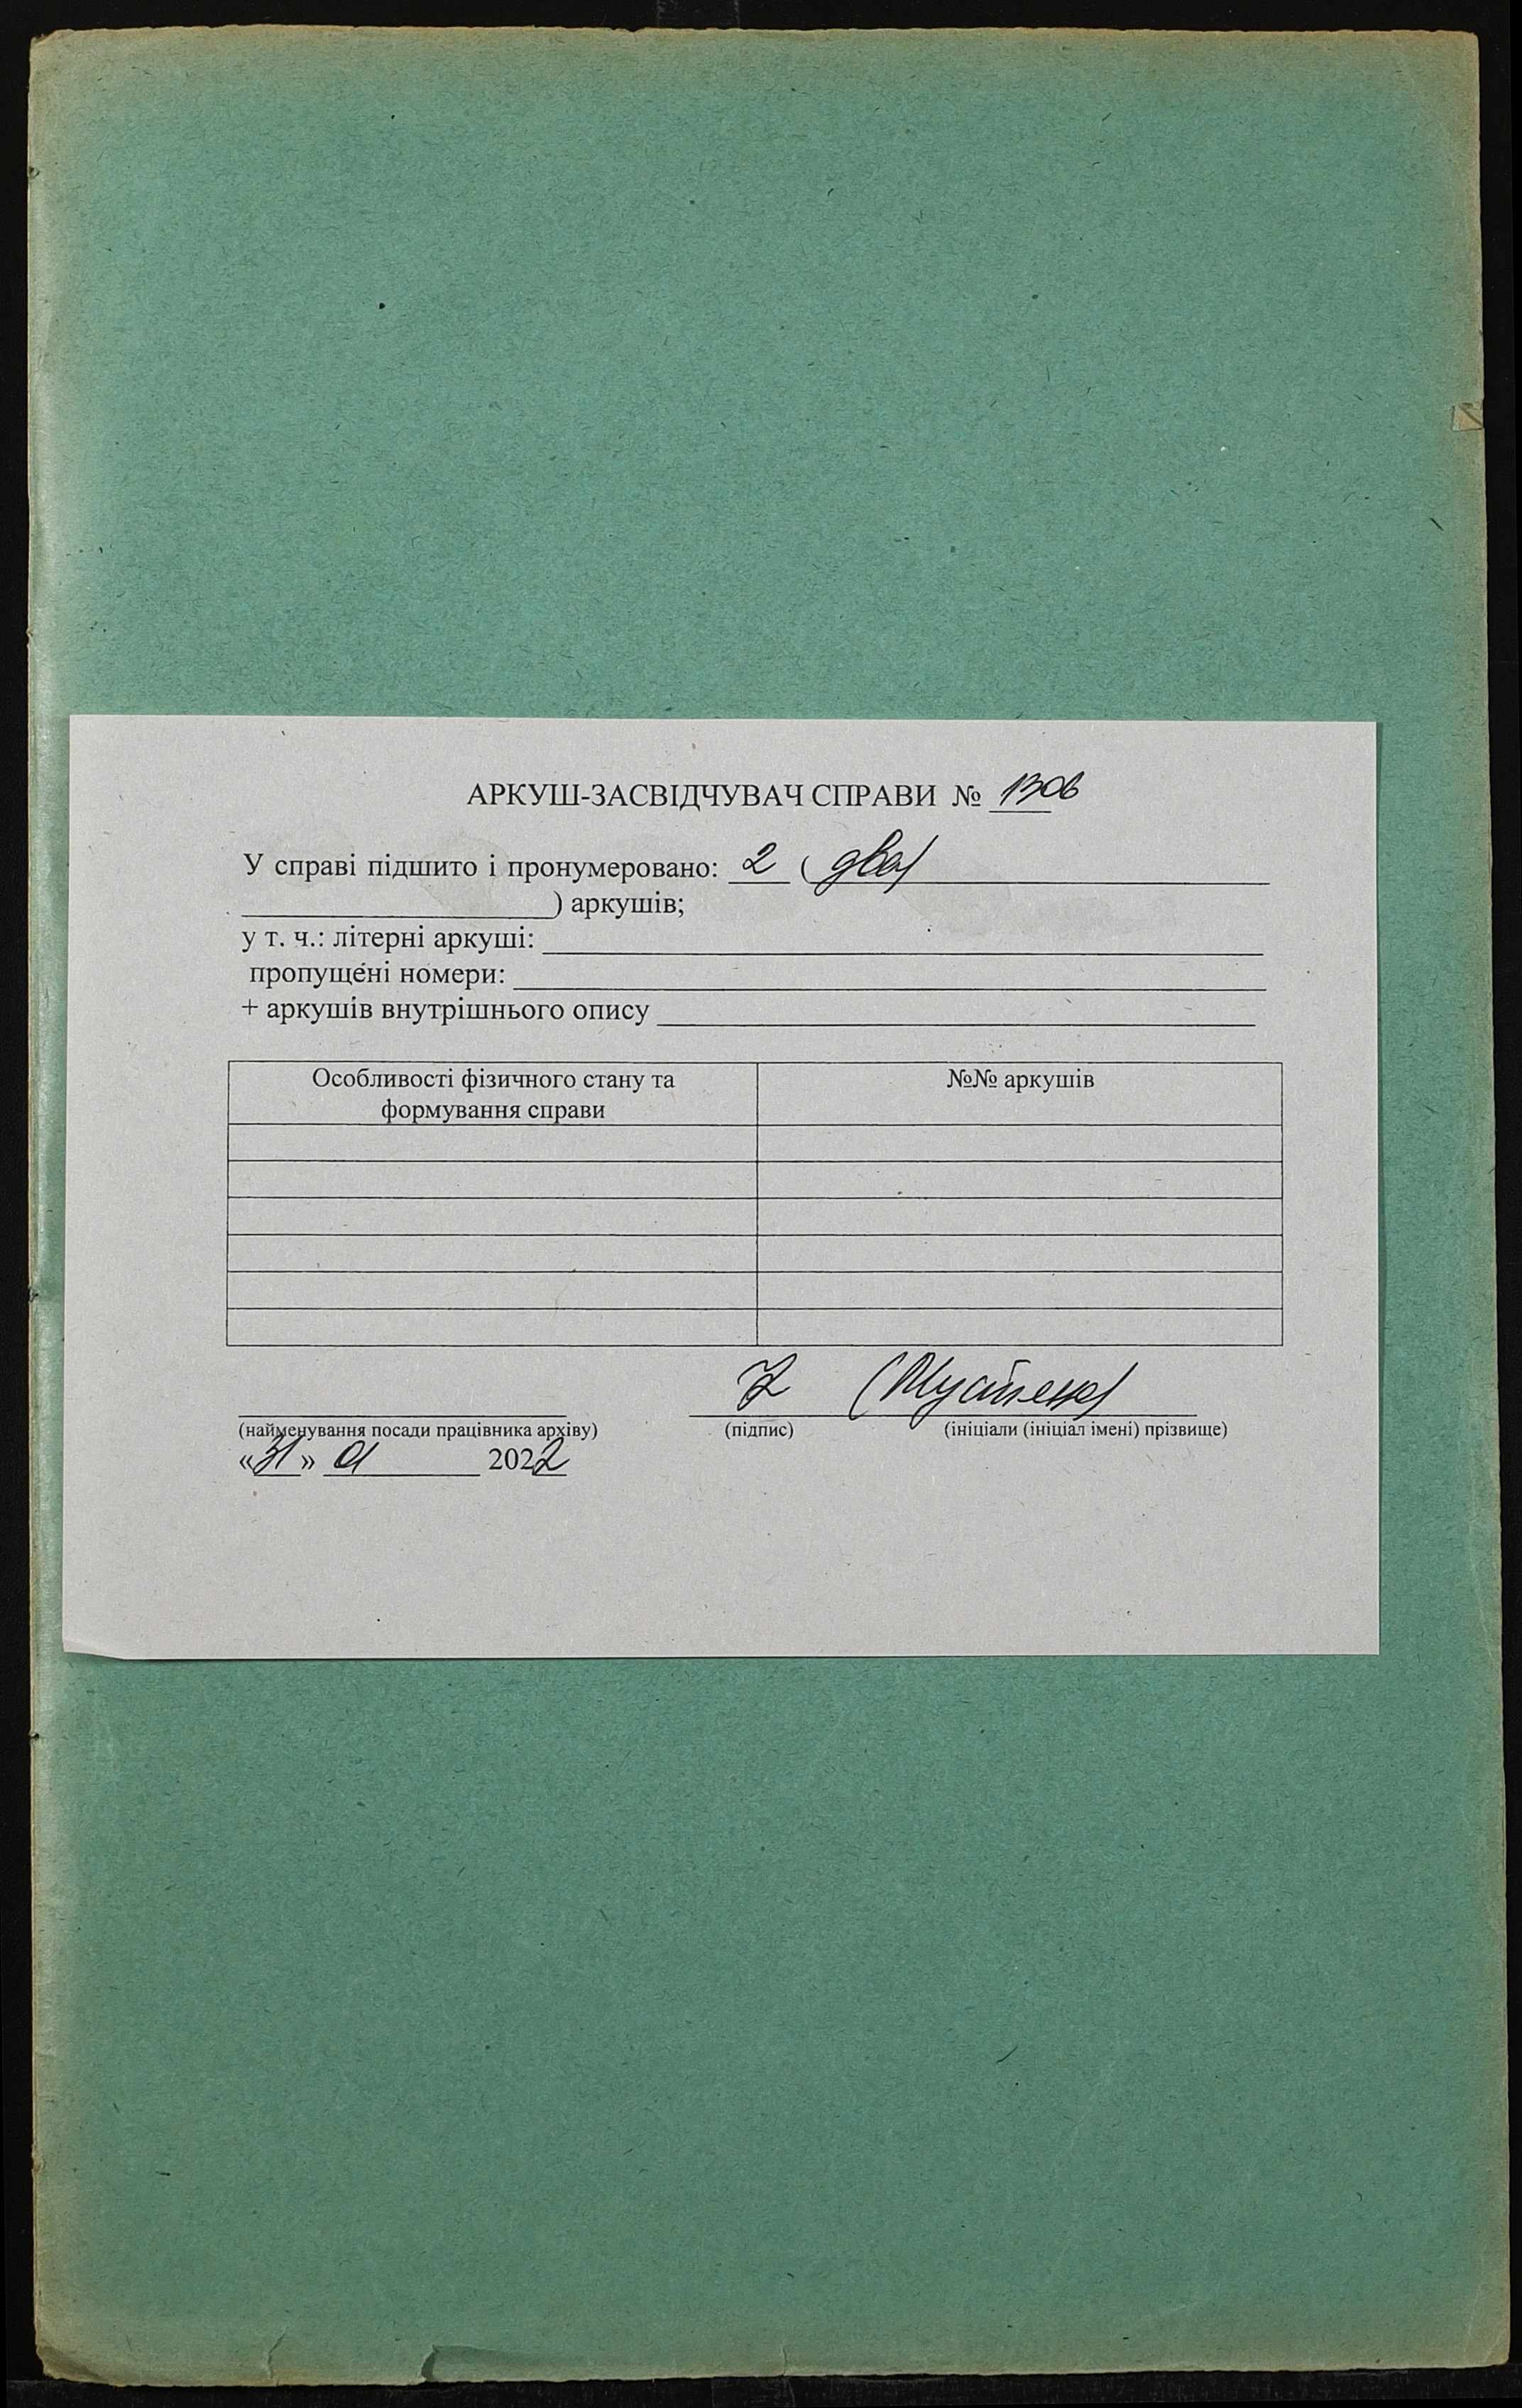 АРКУШ-ЗАСВІДЧУВАЧ СПРАВИ № 1306
У справі підшито і пронумеровано: 2 ( два)
) аркушів;
у т. ч.: літерні аркуші:
пропущені номери:
+ аркушів внутрішнього опису
Особливості фізичного стану та
формування справи
№№ аркушів
(найменування посади працівника архіву) (підпис) (ініціали (ініціал імені) прізвище)
«31» 01 2022